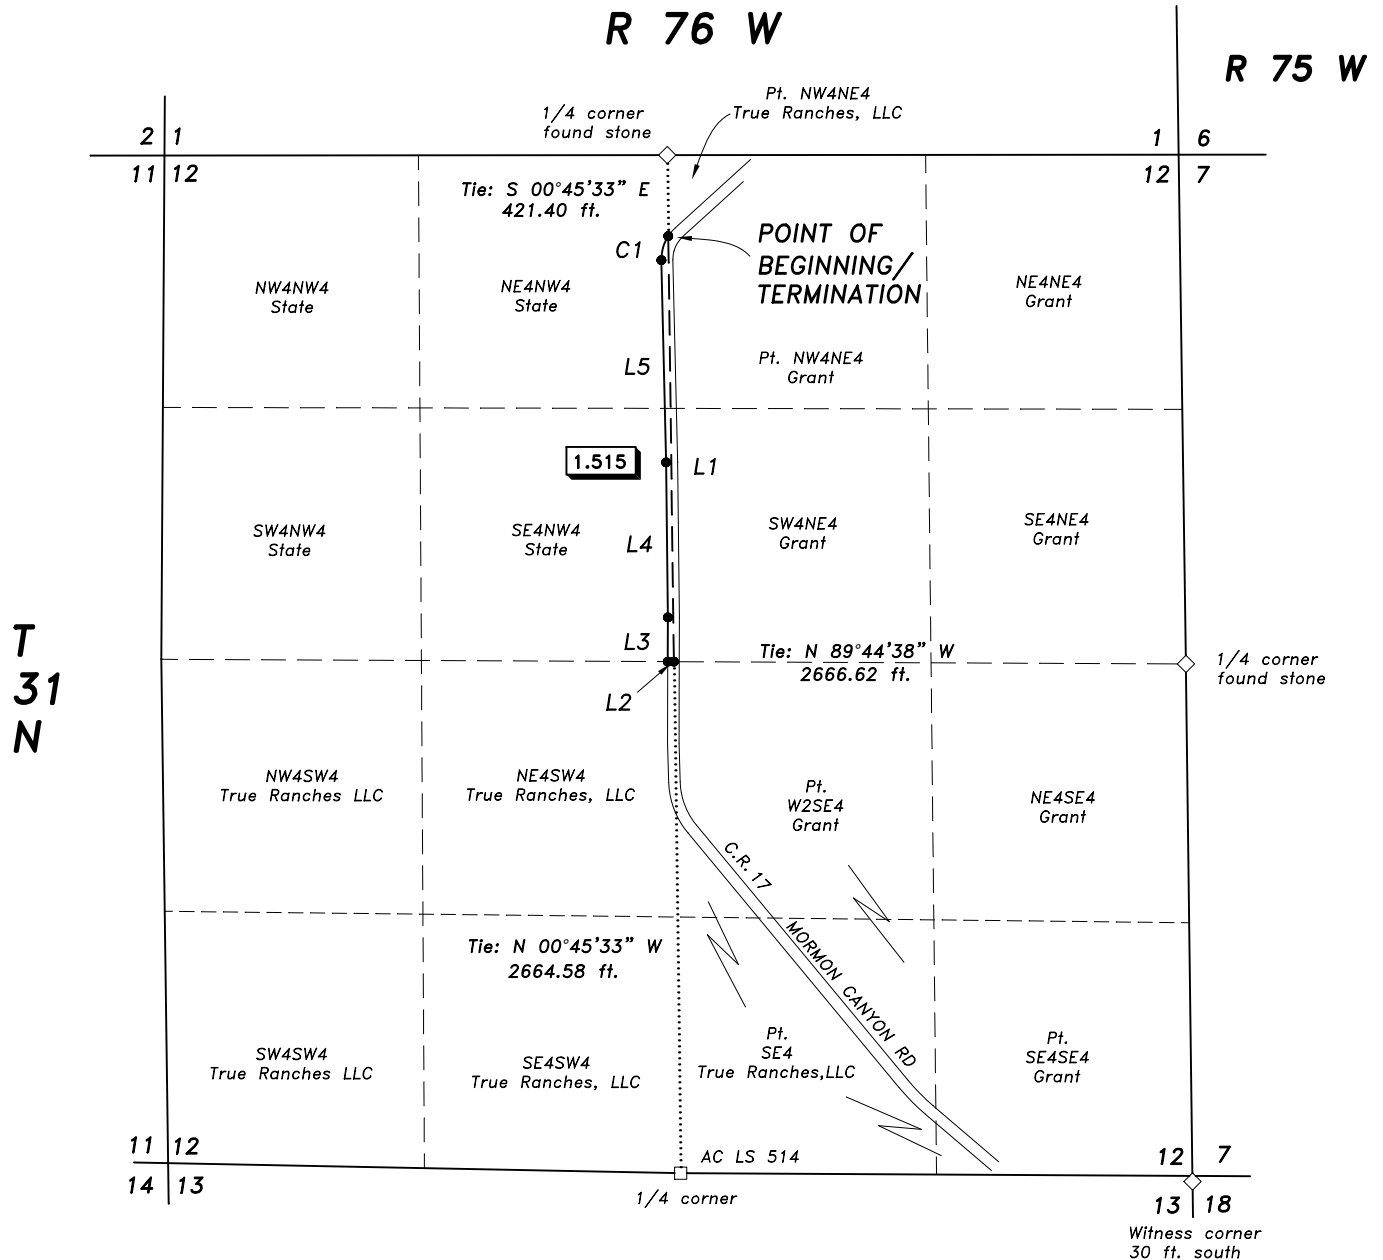 R 76 W
R 75 W
Pt. NW4NE4
True Ranches, LLC
1/4 corner
found stone
2 1
1 6
11 12
12 7
Tie: S 00°45'33" E
421.40 ft.
C1
POINT OF
BEGINNING/
TERMINATION
NW4NW4
State
NE4NW4
State
NE4NE4
Grant
L5
Pt. NW4NE4
Grant
1.515
L1
SW4NW4
State
SE4NW4
State
L4
SW4NE4
Grant
SE4NE4
Grant
T
31
N
L3
Tie: N 89°44'38" W
2666.62 ft.
1/4 corner
found stone
L2
NW4SW4
True Ranches LLC
NE4SW4
True Ranches, LLC
Pt.
W2SE4
Grant
NE4SE4
Grant
C.R. 17
MORMON CANYON RD
Tie: N 00°45'33" W
2664.58 ft.
SW4SW4
True Ranches LLC
SE4SW4
True Ranches, LLC
Pt.
SE4
True Ranches,LLC
Pt.
SE4SE4
Grant
11 12
AC LS 514
12 7
14 13
1/4 corner
13 18
Witness corner
30 ft. south